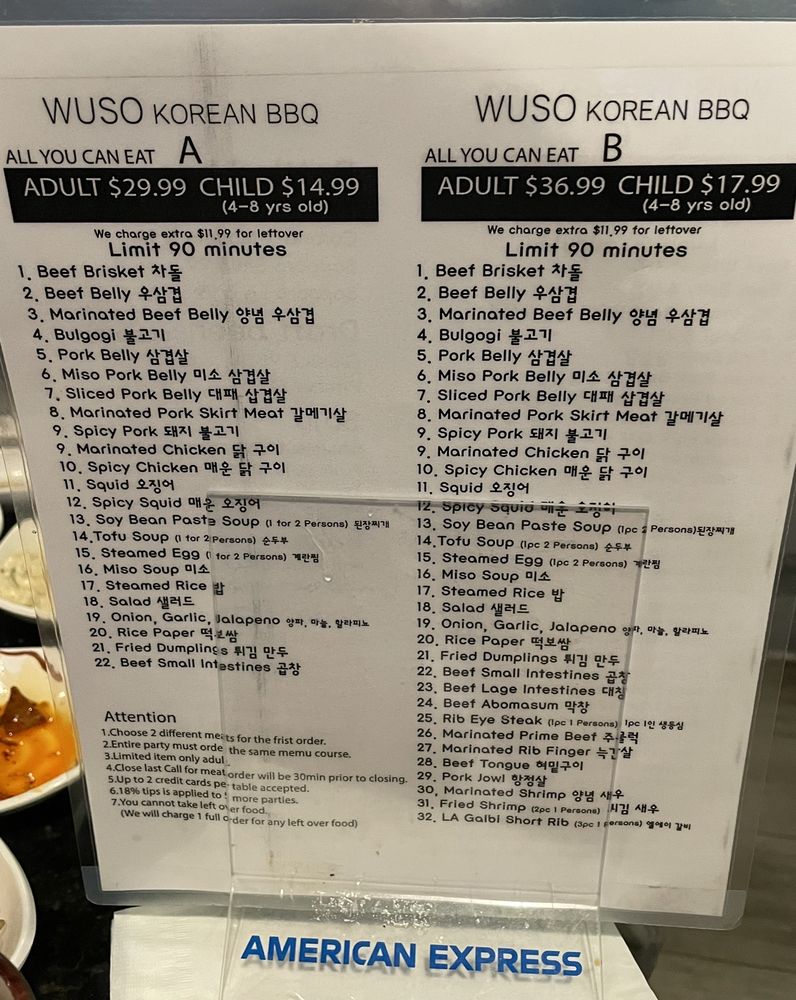 WUSO KOREAN BBQ
ALL YOU CAN EAT A
ADULT $29.99 CHILD $14.99
(4-8 yrs old)
We charge extra $11.99 for leftover
Limit 90 minutes
1. Beef Brisket 차돌
2. Beef Belly 우삼겹
3. Marinated Beef Belly 양념 우삼겹
4. Bulgogi 불고기
5. Pork Belly 삼겹살
6. Miso Pork Belly 미소 삼겹살
7. Sliced Pork Belly 대패 삽겹살
8. Marinated Pork Skirt Meat 갈메기살
9. Spicy Pork 돼지 불고기
9. Marinated Chicken 닭 구이
10. Spicy Chicken 매운 닭 구이
11. Squid 오징어
12. Spicy Squid 매운 오징어
13. Soy Bean Paste Soup (1 for 2 Persons) 된장찌개
14.Tofu Soup (1 for 2 Persons) 순두부
15. Steamed Egg (1 for 2 Persons) 계란찜
16. Miso Soup 미소
17. Steamed Rice 밥
18. Salad 샐러드
19. Onion, Garlic, Jalapeno 양파, 마늘, 할라피뇨
20. Rice Paper 떡보쌈
21. Fried Dumplings 튀김 만두
22. Beef Small Intestines 곱창
Attention
1.Choose 2 different meats for the frist order.
2.Entire party must order the same memu course.
3.Limited item only adul
4.Close last Call for meat order will be 30min prior to closing.
5.Up to 2 credit cards per table accepted.
6.18% tips is applied to 5 more parties.
7.You cannot take left over food.
(We will charge 1 full order for any left over food)
WUSO KOREAN BBQ
ALL YOU CAN EAT B
ADULT $36.99 CHILD $17.99
(4-8 yrs old)
We charge extra $11.99 for leftover
Limit 90 minutes
1. Beef Brisket 차돌
2. Beef Belly 우삼겹
3. Marinated Beef Belly 양념 우삼겹
4. Bulgogi 불고기
5. Pork Belly 삼겹살
6. Miso Pork Belly 미소 삼겹살
7. Sliced Pork Belly 대패 삽겹살
8. Marinated Pork Skirt Meat 갈메기살
9. Spicy Pork 돼지 불고기
9. Marinated Chicken 닭 구이
10. Spicy Chicken 매운 닭 구이
11. Squid 오징어
12. Spicy Squid 매운 오징어
13. Soy Bean Paste Soup (1pc 2 Persons)된장찌개
14.Tofu Soup (1pc 2 Persons) 순두부
15. Steamed Egg (1pc 2 Persons) 계란찜
16. Miso Soup 미소
17. Steamed Rice 밥
18. Salad 샐러드
19. Onion, Garlic, Jalapeno 양파, 마늘, 할라피뇨
20. Rice Paper 떡보쌈
21. Fried Dumplings 튀김 만두
22. Beef Small Intestines 곱창
23. Beef Lage Intestines 대창
24. Beef Abomasum 막창
25. Rib Eye Steak (1pc 1 Persons) 1pc 1인 생등심
26. Marinated Prime Beef 주물럭
27. Marinated Rib Finger 늑간살
28. Beef Tongue 혀밑구이
29. Pork Jowl 항정살
30. Marinated Shrimp 양념 새우
31. Fried Shrimp (2pc 1 Persons) 튀김 새우
32. LA Galbi Short Rib (3pc 1 Persons) 엘에이 갈비
AMERICAN EXPRESS